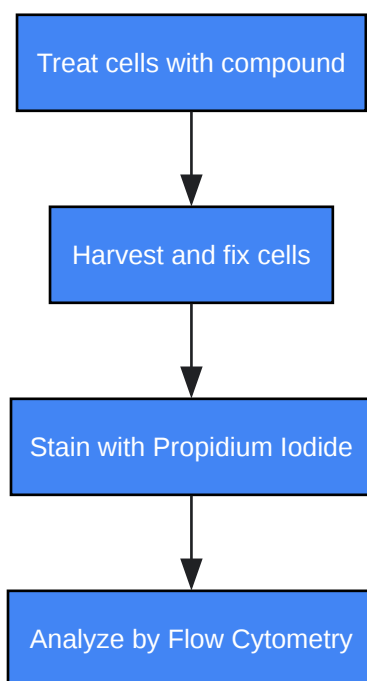 Treat cells with compound
Harvest and fix cells
Stain with Propidium Iodide
Analyze by Flow Cytometry